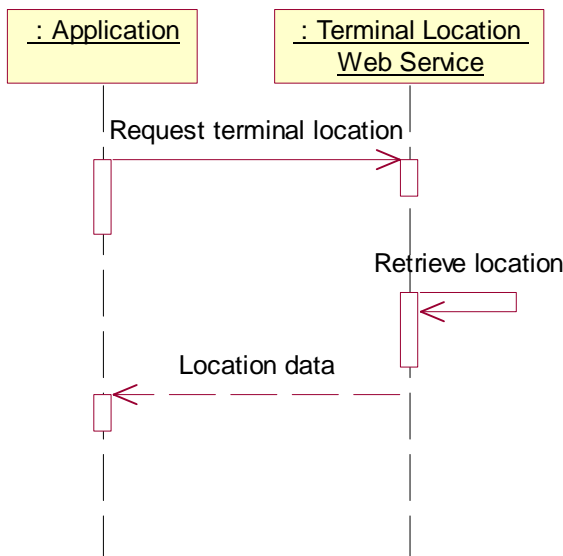 : Application
: Terminal Location
Web Service
Request terminal location
Retrieve location
Location data